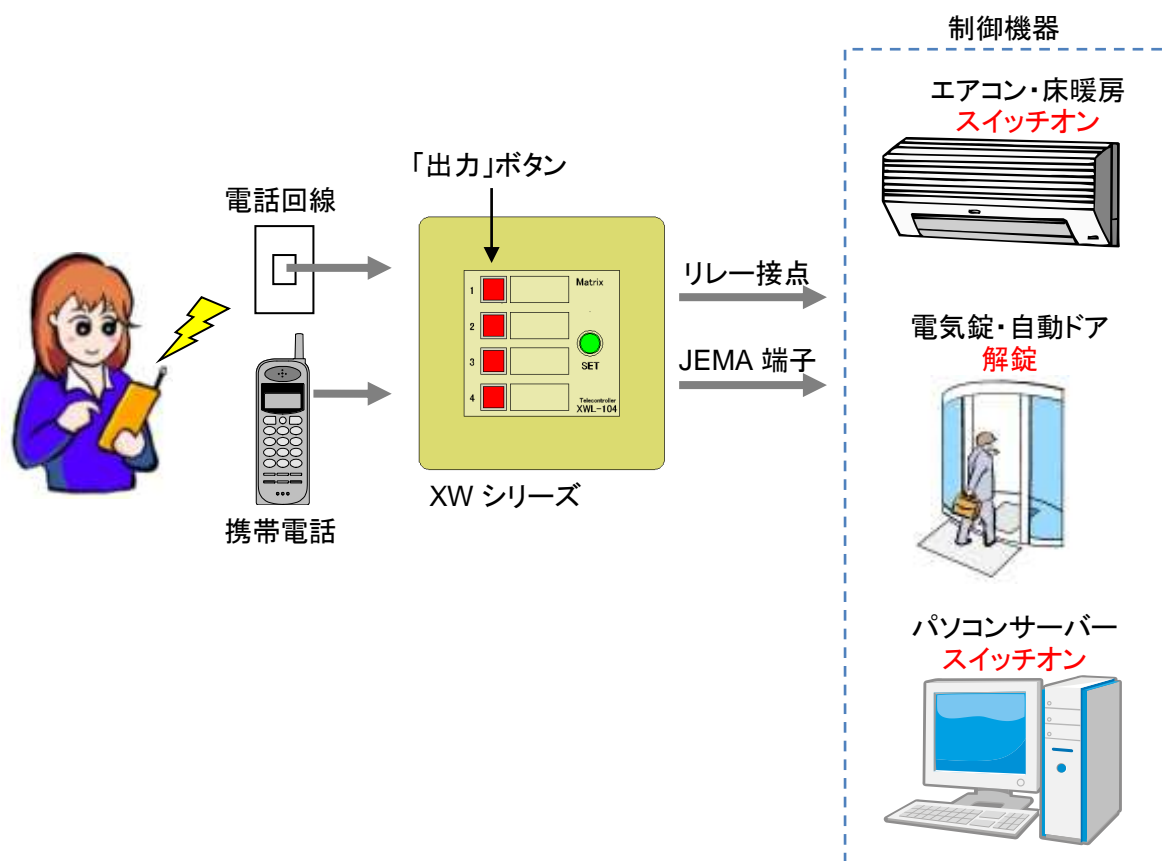 制御機器
エアコン・床暖房
スイッチオン
「出力」ボタン
電話回線
1
Matrix
2
3
SET
4
Telecontroller
XWL-104
リレー接点
JEMA 端子
電気錠・自動ドア
解錠
XW シリーズ
携帯電話
パソコンサーバー
スイッチオン